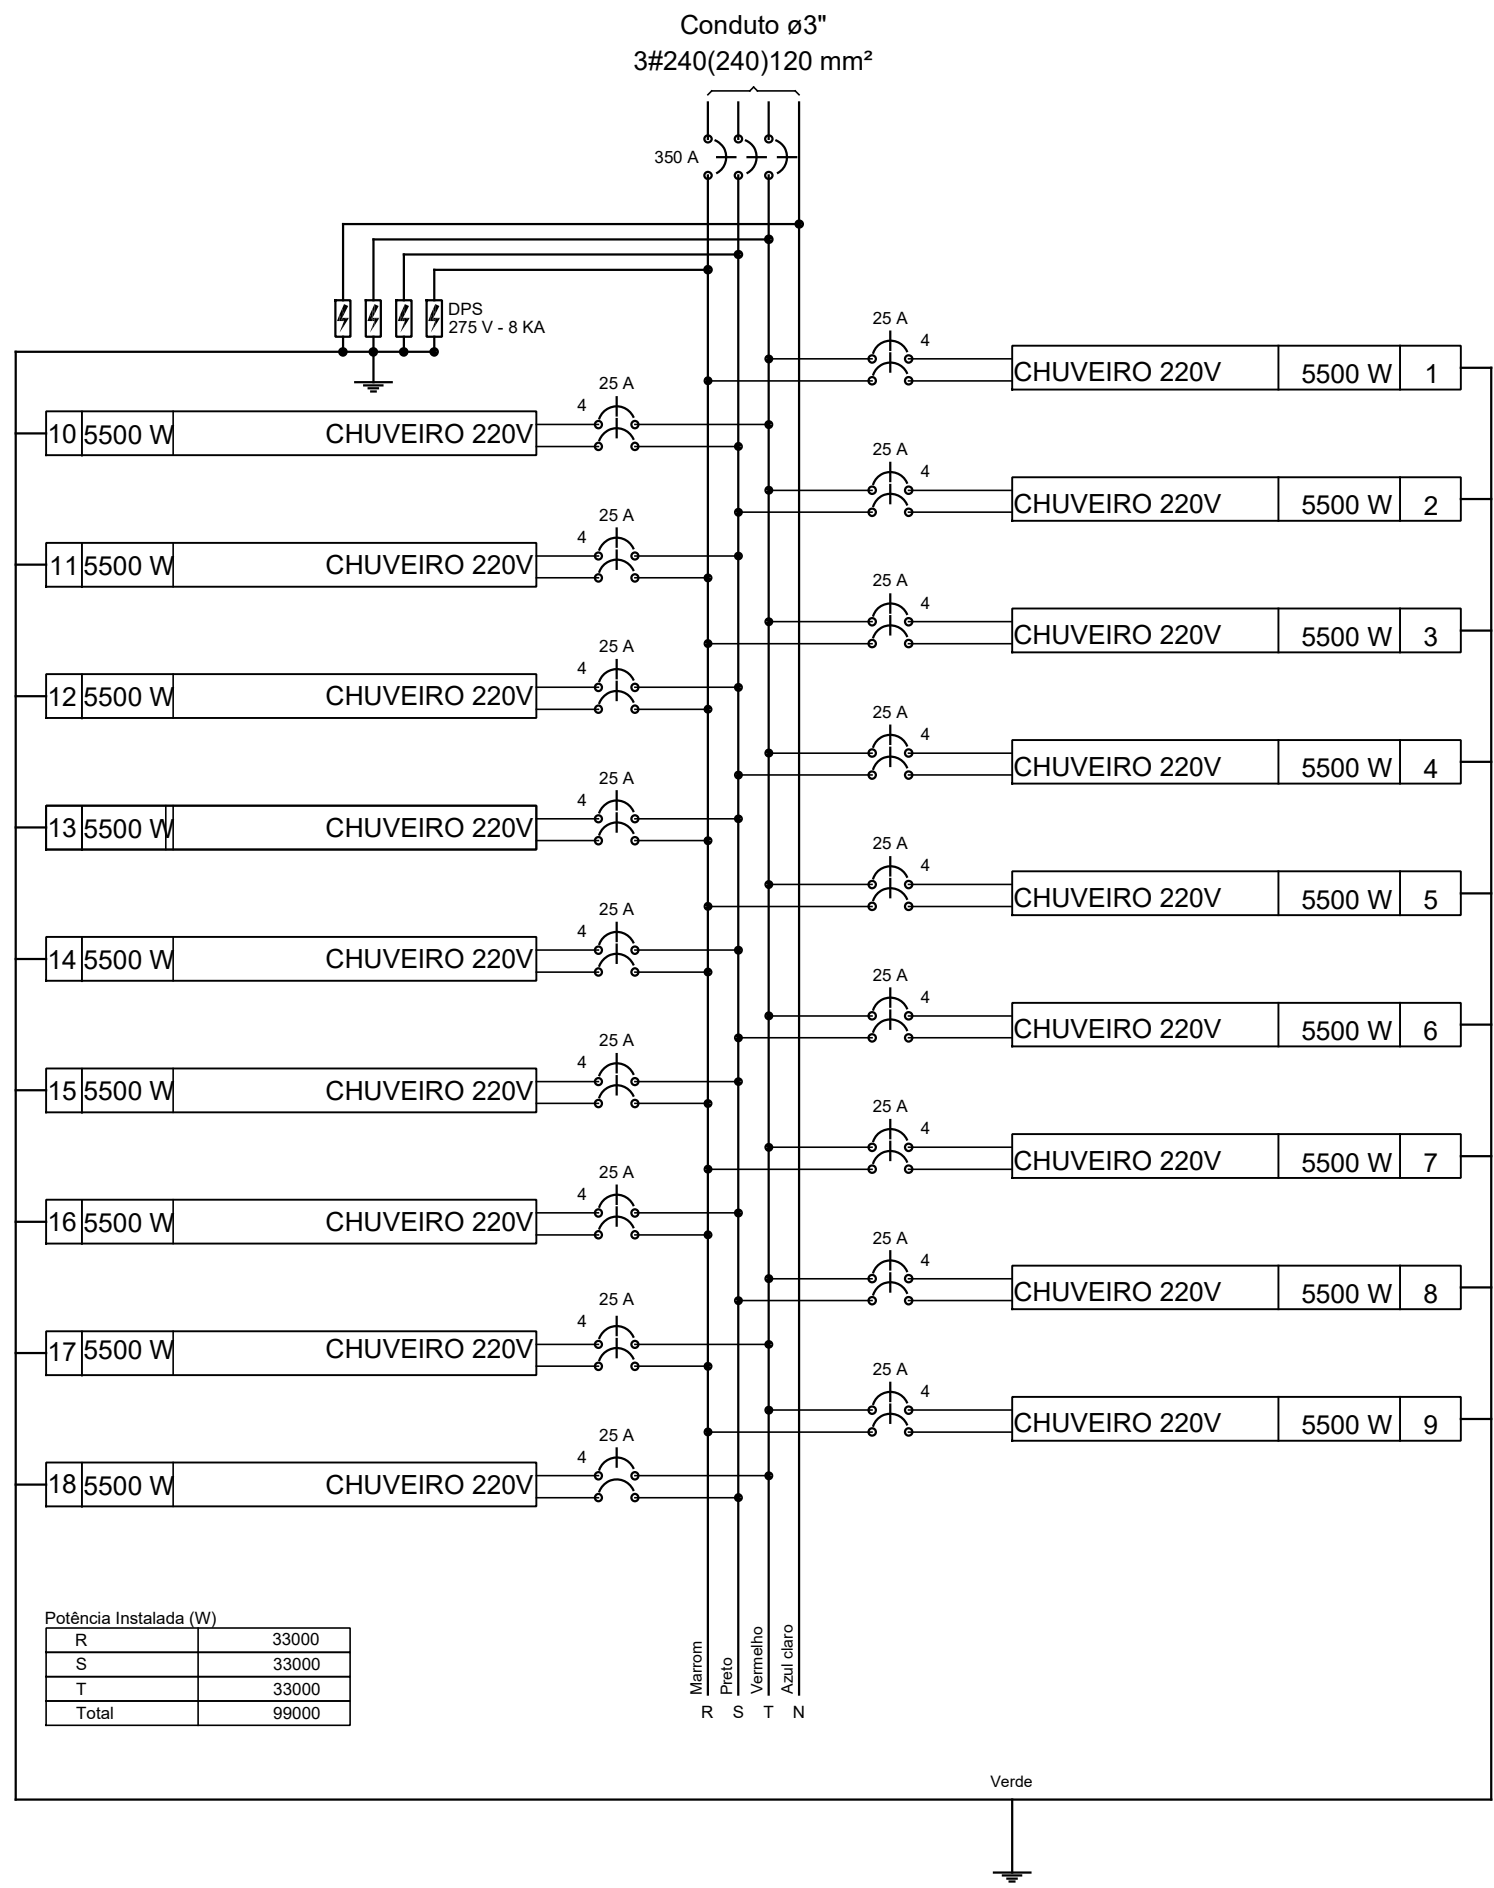 Conduto ø3"
3#240(240)120 mm²
350 A
DPS
275 V - 8 KA
25 A
4
CHUVEIRO 220V 5500 W 1
25 A
4
10 5500 W CHUVEIRO 220V
25 A
4
CHUVEIRO 220V 5500 W 2
25 A
4
11 5500 W CHUVEIRO 220V
25 A
4
CHUVEIRO 220V 5500 W 3
25 A
4
12 5500 W CHUVEIRO 220V
25 A
4
CHUVEIRO 220V 5500 W 4
25 A
4
13 5500 W CHUVEIRO 220V
25 A
4
CHUVEIRO 220V 5500 W 5
25 A
4
14 5500 W CHUVEIRO 220V
25 A
4
CHUVEIRO 220V 5500 W 6
25 A
4
15 5500 W CHUVEIRO 220V
25 A
4
CHUVEIRO 220V 5500 W 7
25 A
4
16 5500 W CHUVEIRO 220V
25 A
4
CHUVEIRO 220V 5500 W 8
25 A
4
17 5500 W CHUVEIRO 220V
25 A
4
CHUVEIRO 220V 5500 W 9
25 A
4
18 5500 W CHUVEIRO 220V
Potência Instalada (W)
R 33000
S 33000
T 33000
Total 99000
Marrom
Preto
Vermelho
Azul claro
R S T N
Verde